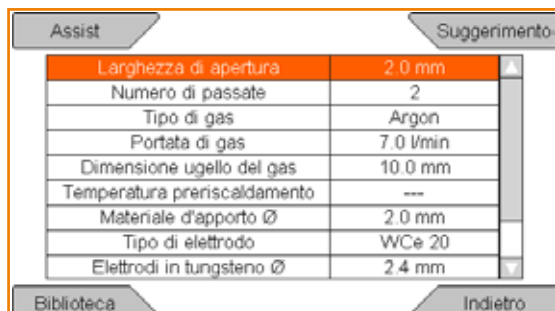 Assist Suggerimento
Larghezza di apertura 2.0 mm
Numero di passate 2
Tipo di gas Argon
Portata di gas 7.0 l/min
Dimensione ugello del gas 10.0 mm
Temperatura preriscaldamento ---
Materiale d'apporto Ø 2.0 mm
Tipo di elettrodo WCe 20
Elettrodi in tungsteno Ø 2.4 mm
Biblioteca Indietro